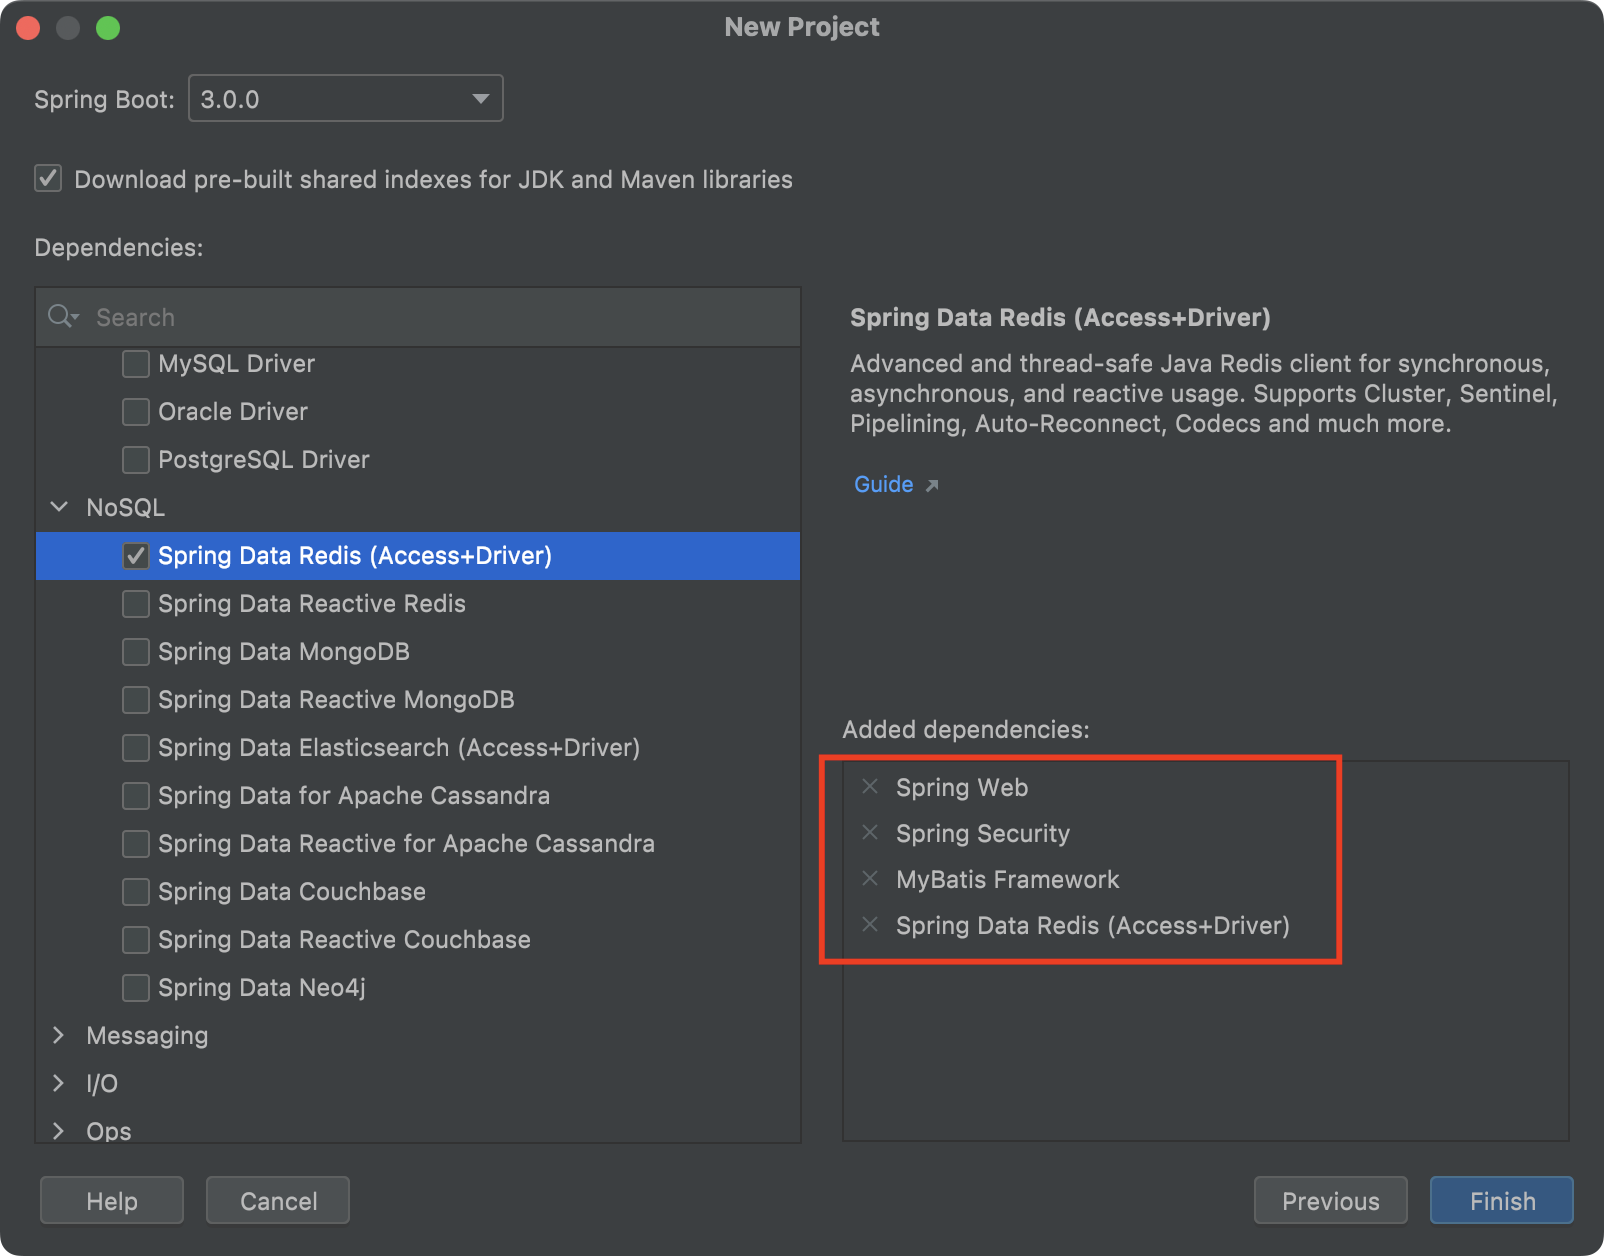 New Project
Spring Boot:
3.0.0
Download pre-built shared indexes for JDK and Maven libraries
Dependencies:
Search
MySQL Driver
Oracle Driver
PostgreSQL Driver
NoSQL
Spring Data Redis (Access+Driver)
Spring Data Reactive Redis
Spring Data MongoDB
Spring Data Reactive MongoDB
Spring Data Elasticsearch (Access+Driver)
Spring Data for Apache Cassandra
Spring Data Reactive for Apache Cassandra
Spring Data Couchbase
Spring Data Reactive Couchbase
Spring Data Neo4j
Messaging
I/O
Ops
Spring Data Redis (Access+Driver)
Advanced and thread-safe Java Redis client for synchronous,
asynchronous, and reactive usage. Supports Cluster, Sentinel,
Pipelining, Auto-Reconnect, Codecs and much more.
Guide
Added dependencies:
Spring Web
Spring Security
MyBatis Framework
Spring Data Redis (Access+Driver)
Help
Cancel
Previous
Finish